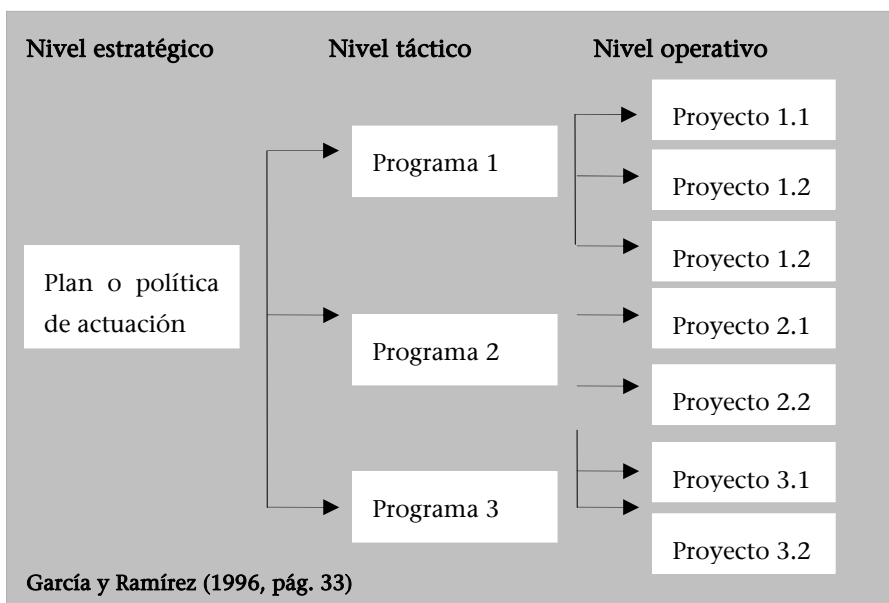 Nivel estratégico
Nivel táctico
Nivel operativo
Proyecto 1.1
Programa 1
Proyecto 1.2
Proyecto 1.2
Plan o política
de actuación
Proyecto 2.1
Programa 2
Proyecto 2.2
Proyecto 3.1
Programa 3
Proyecto 3.2
García y Ramírez (1996, pág. 33)